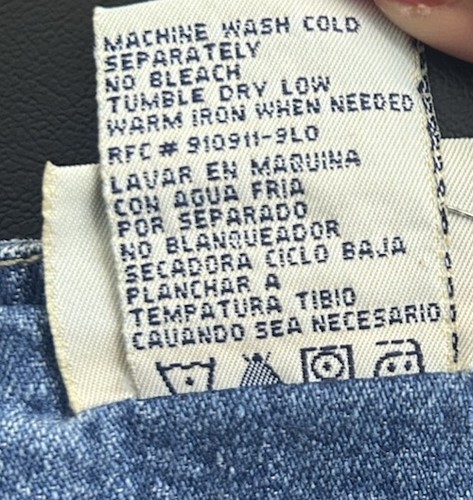 MACHINE WASH COLD
SEPARATELY
NO BLEACH
TUMBLE DRY LOW
WARM IRON WHEN NEEDED
RFC # 910911-9L0
LAVAR EN MAQUINA
CON AGUA FRIA
POR SEPARADO
NO BLANQUEADOR
SECADORA CICLO BAJA
PLANCHAR A
TEMPATURA TIBIO
CAUANDO SEA NECESARIO